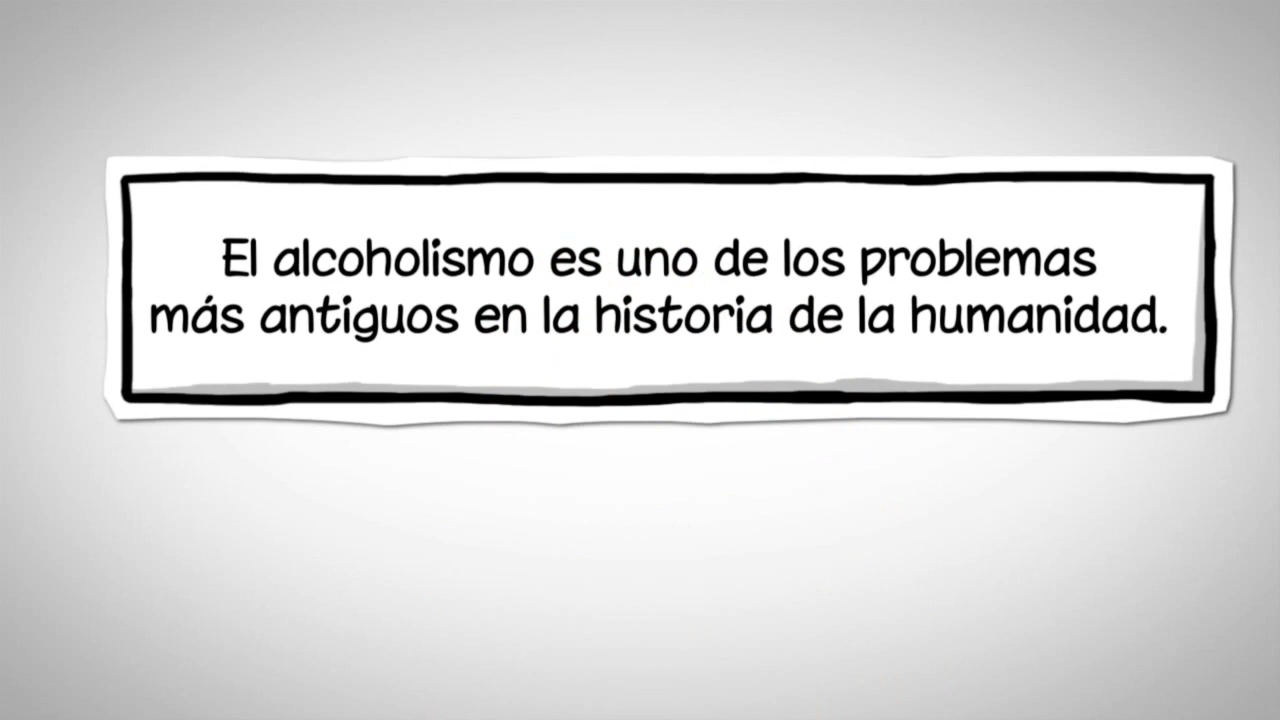 El alcoholismo es uno de los problemas
más antiguos en la historia de la humanidad.